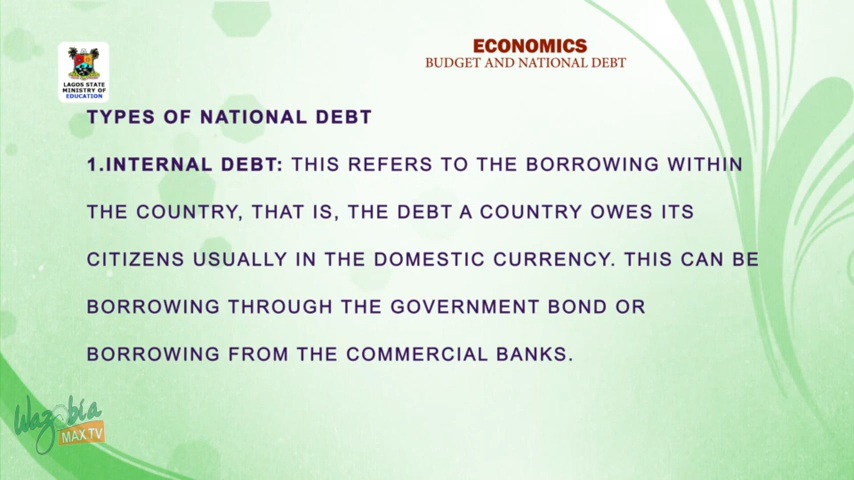 ECONOMICS
BUDGET AND NATIONAL DEBT
LAGOS STATE
MINISTRY OF
EDUCATION
TYPES OF NATIONAL DEBT
1.INTERNAL DEBT: THIS REFERS TO THE BORROWING WITHIN
THE COUNTRY, THAT IS, THE DEBT A COUNTRY OWES ITS
CITIZENS USUALLY IN THE DOMESTIC CURRENCY. THIS CAN BE
BORROWING THROUGH THE GOVERNMENT BOND OR
BORROWING FROM THE COMMERCIAL BANKS.
Wazobia
MAX TV